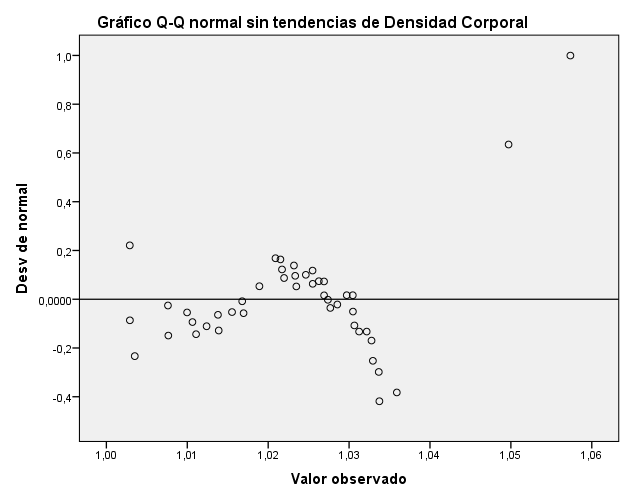 Gráfico Q-Q normal sin tendencias de Densidad Corporal
Desv de normal
1,0
0,8
0,6
0,4
0,2
0,0000
-0,2
-0,4
1,00 1,01 1,02 1,03 1,04 1,05 1,06
Valor observado